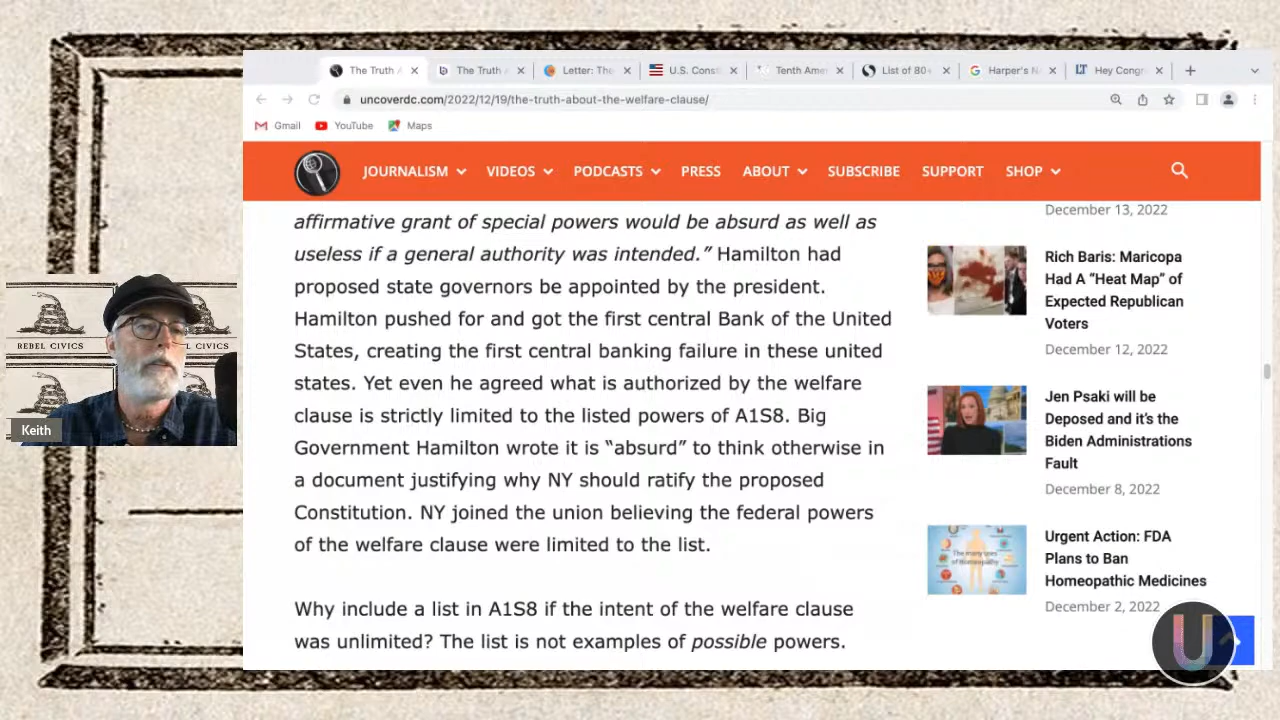 The Truth A
The Truth A
Letter: The
U.S. Const
Tenth Ame
List of 80+
Harper's N
Hey Congr
uncoverdc.com/2022/12/19/the-truth-about-the-welfare-clause/
Gmail
YouTube
Maps
JOURNALISM
VIDEOS
PODCASTS
PRESS
ABOUT
SUBSCRIBE
SUPPORT
SHOP
affirmative grant of special powers would be absurd as well as
useless if a general authority was intended.” Hamilton had
proposed state governors be appointed by the president.
Hamilton pushed for and got the first central Bank of the United
States, creating the first central banking failure in these united
states. Yet even he agreed what is authorized by the welfare
clause is strictly limited to the listed powers of A1S8. Big
Government Hamilton wrote it is “absurd” to think otherwise in
a document justifying why NY should ratify the proposed
Constitution. NY joined the union believing the federal powers
of the welfare clause were limited to the list.
Why include a list in A1S8 if the intent of the welfare clause
was unlimited? The list is not examples of possible powers.
December 13, 2022
Rich Baris: Maricopa
Had A “Heat Map” of
Expected Republican
Voters
December 12, 2022
Jen Psaki will be
Deposed and it’s the
Biden Administrations
Fault
December 8, 2022
The many uses
of Homeopathy
Urgent Action: FDA
Plans to Ban
Homeopathic Medicines
December 2, 2022
U
REBEL CIVICS
L CIVICS
Keith